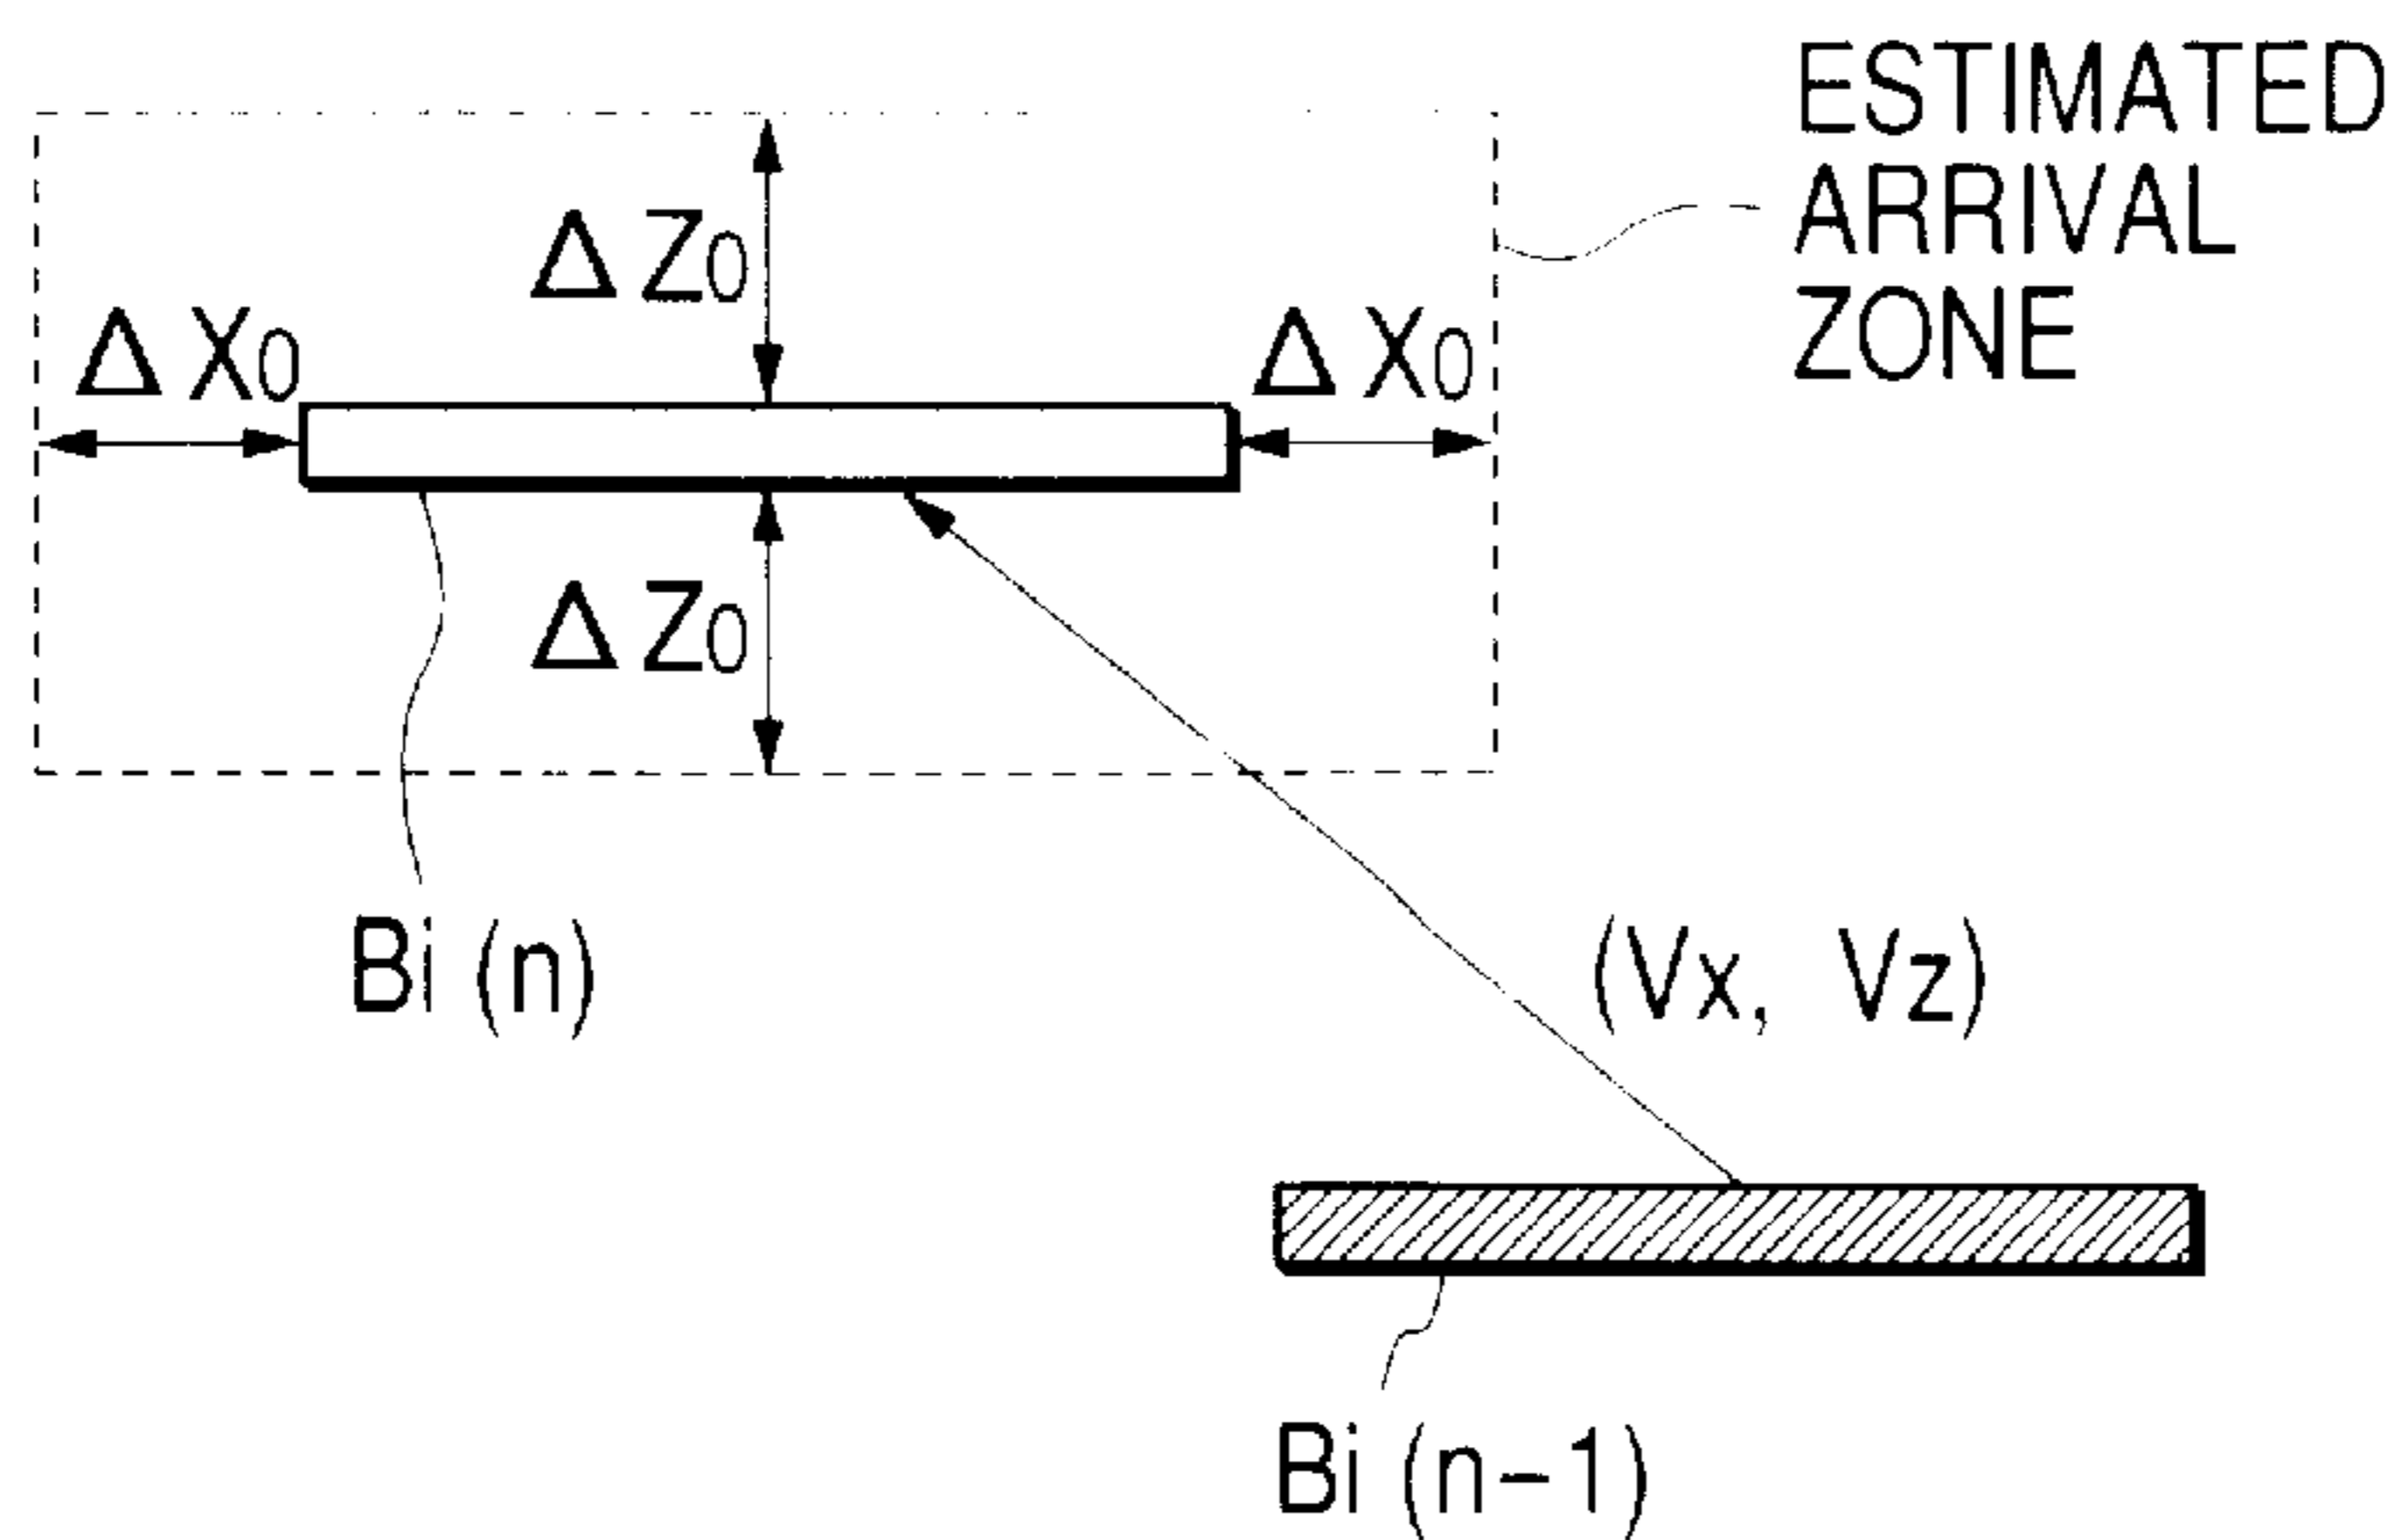 ESTIMATED
ARRIVAL
ZONE
ΔZ0
ΔX0
ΔX0
ΔZ0
Bi (n)
(Vx, Vz)
Bi (n-1)